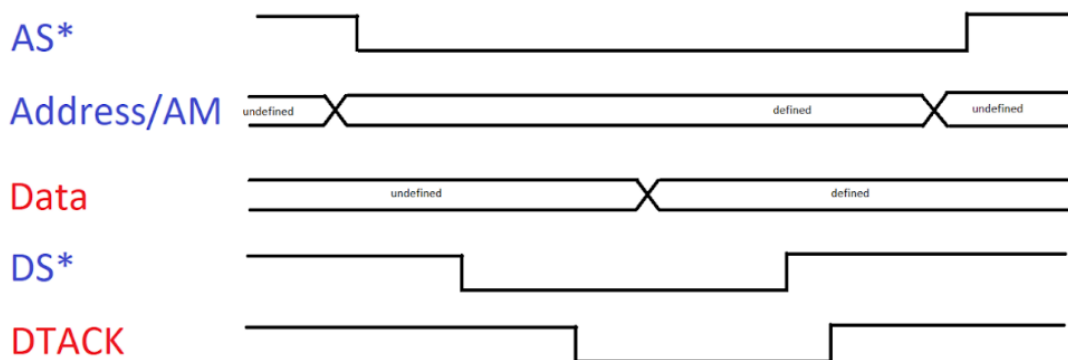 AS*
Address/AM undefined defined undefined
Data undefined defined
DS*
DTACK